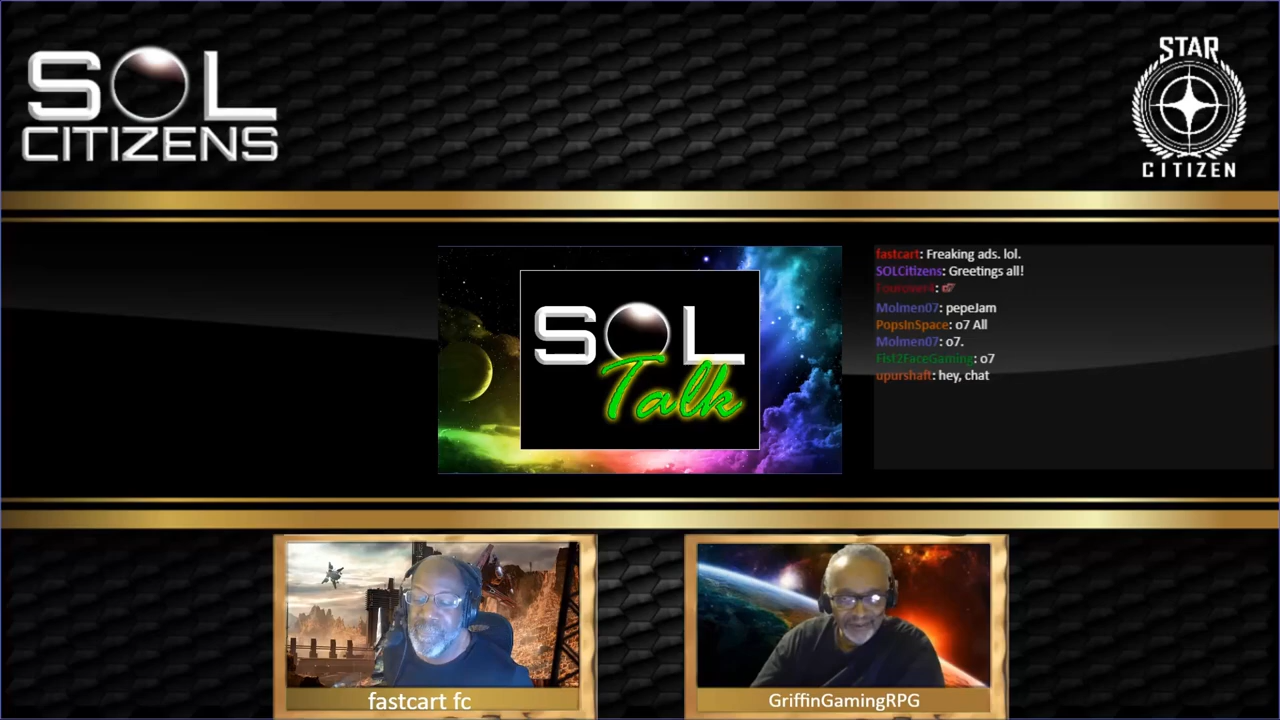 SOL
CITIZENS
STAR
CITIZEN
SOL
Talk
fastcart: Freaking ads. lol.
SOLCitizens: Greetings all!
Molmen07: pepeJam
PopsInSpace: o7 All
Molmen07: o7.
Fist2FaceGaming: o7
upurshaft: hey, chat
fastcart fc
GriffinGamingRPG